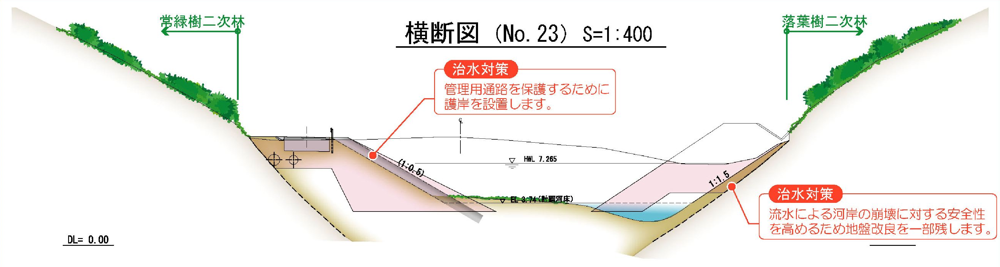 常緑樹二次林
落葉樹二次林
横断図 (No.23) S=1:400
治水対策
管理用通路を保護するために
護岸を設置します。
HWL 7.265
(1:0.5)
1:1.5
EL 3.74(計画河床)
治水対策
流水による河岸の崩壊に対する安全性
を高めるため地盤改良を一部残します。
DL= 0.00